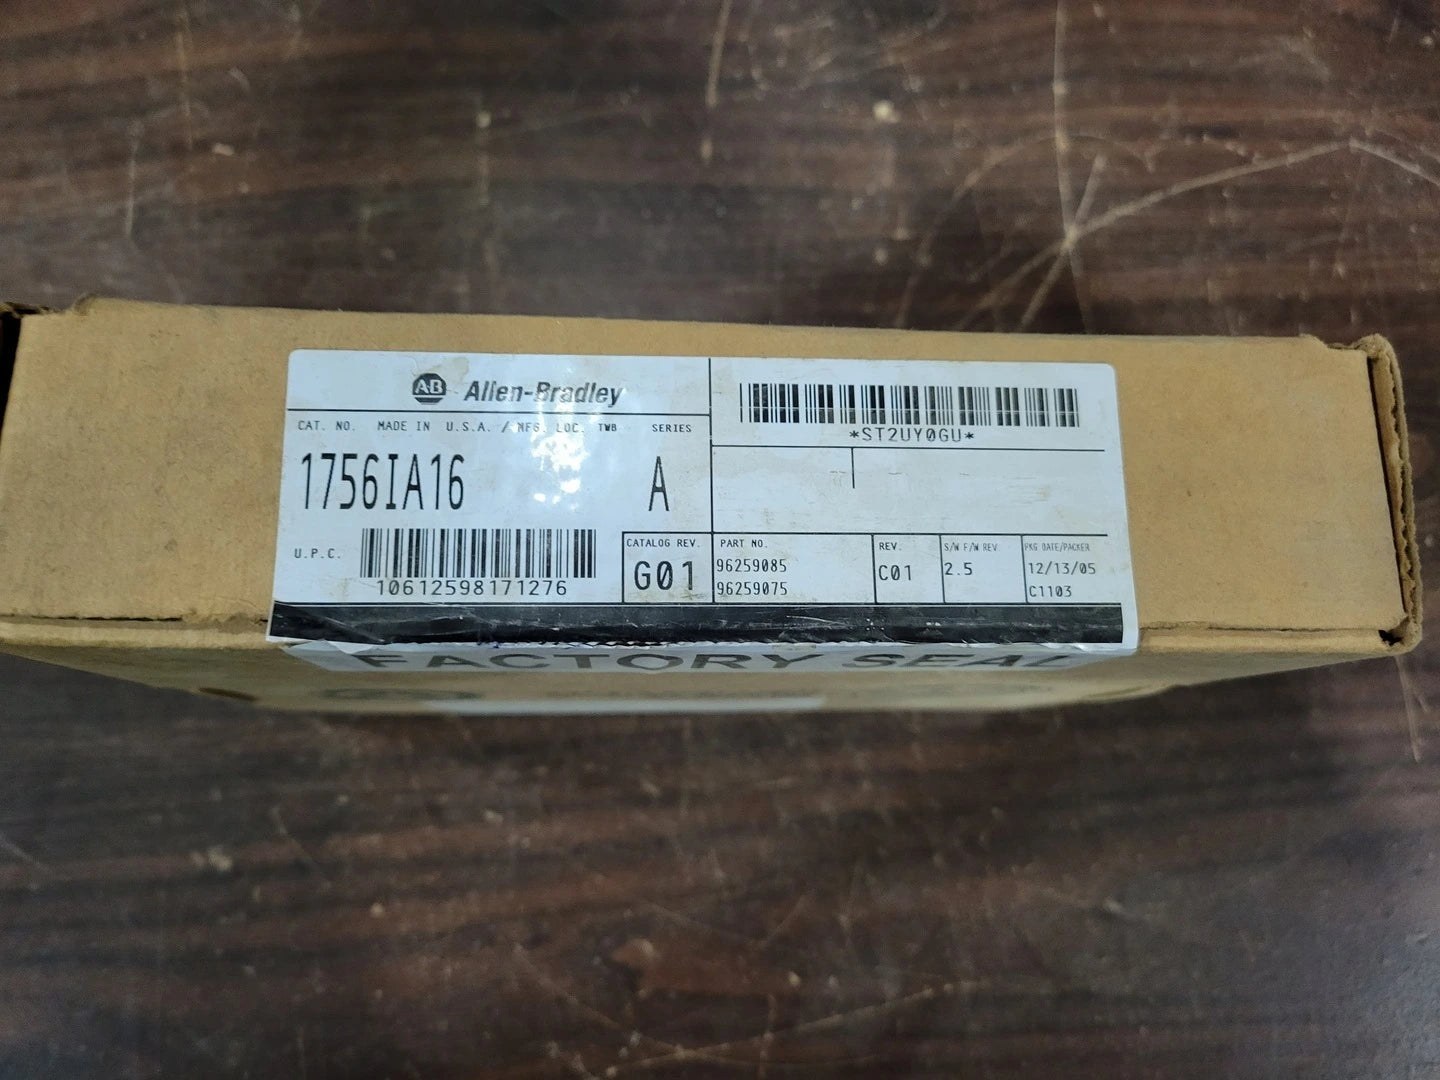 AB Allen-Bradley
CAT. NO. MADE IN U.S.A. / MFG. LOC. TWB SERIES
1756IA16 A
U.P.C.
10612598171276
*ST2UY0GU*
CATALOG REV.
G01
PART NO.
96259085
96259075
REV.
C01
S/W F/W REV
2.5
PKG DATE/PACKER
12/13/05
C1103
FACTORY SEAL